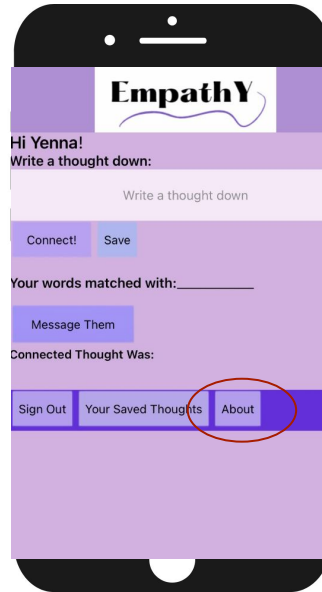 EmpathY
Hi Yenna!
Write a thought down:
Write a thought down
Connect! Save
Your words matched with:___________
Message Them
Connected Thought Was:
Sign Out Your Saved Thoughts About